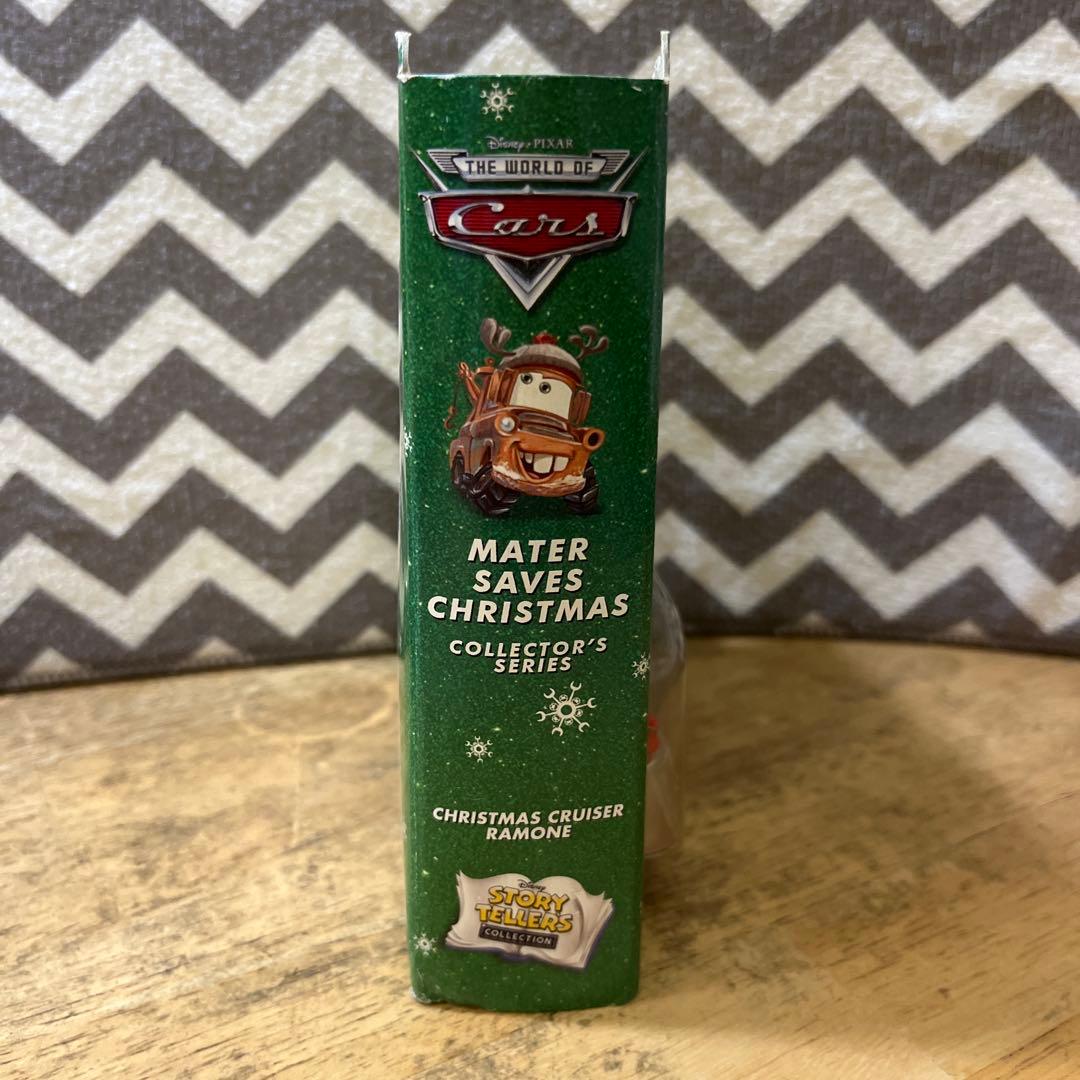 Disney • PIXAR
THE WORLD OF
Cars
MATER
SAVES
CHRISTMAS
COLLECTOR'S
SERIES
CHRISTMAS CRUISER
RAMONE
Disney
STORY
TELLERS
COLLECTION